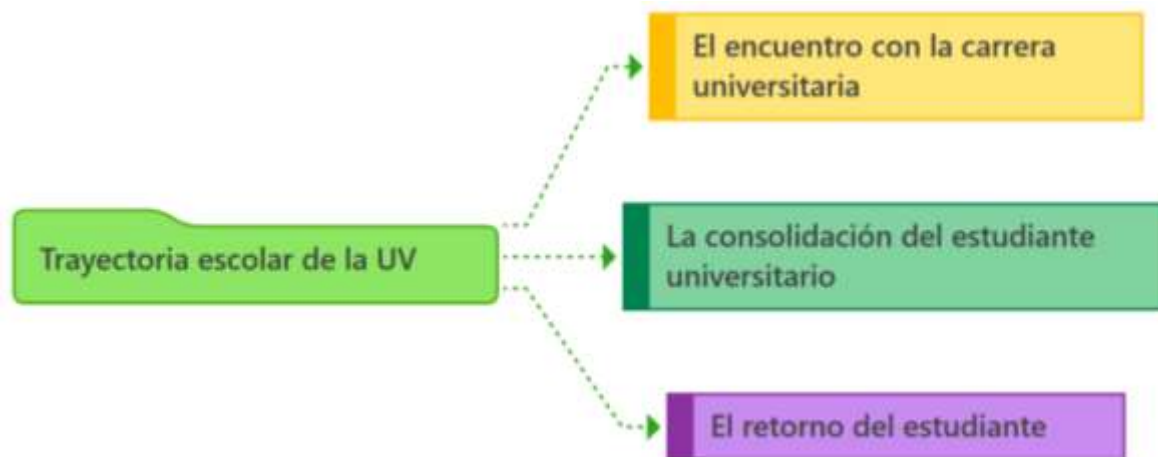 El encuentro con la carrera
universitaria
Trayectoria escolar de la UV
La consolidación del estudiante
universitario
El retorno del estudiante